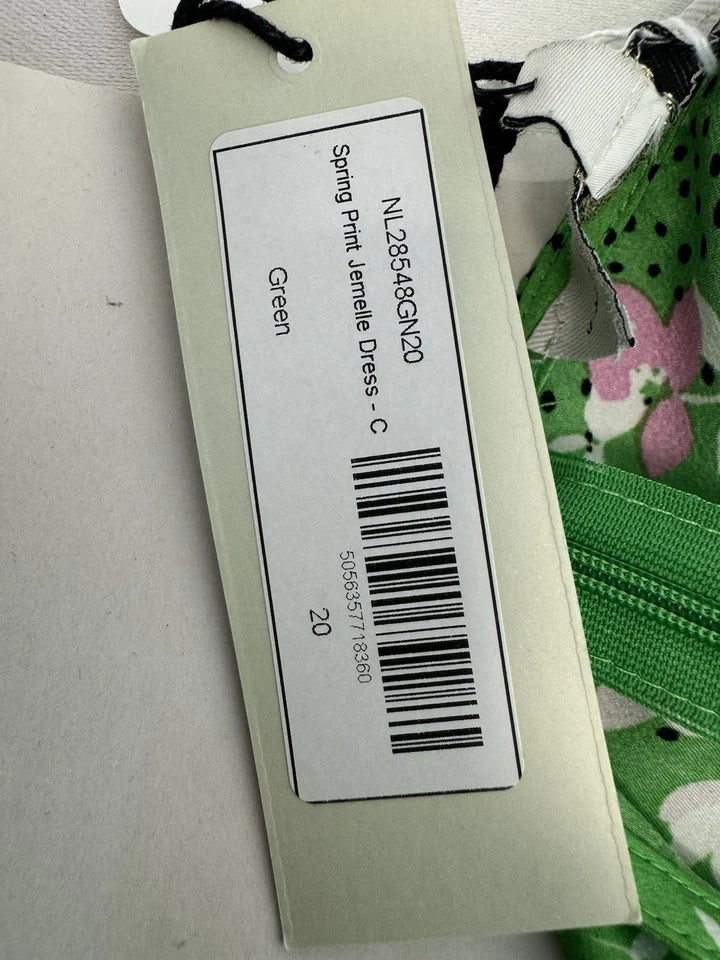 NL28548GN20
Spring Print Jemelle Dress - C
5056357718360
Green
20